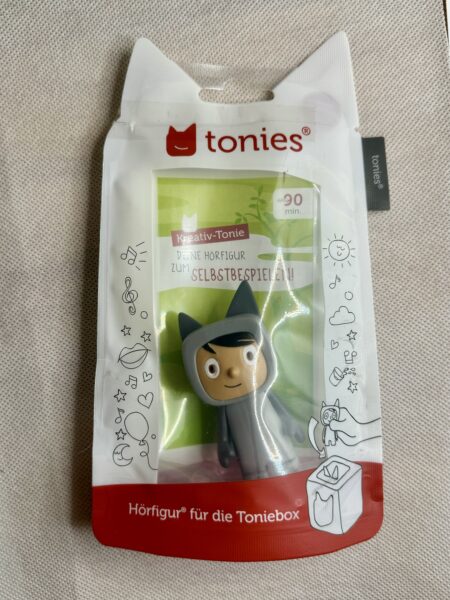 tonies®
tonies®
90
min.
Kreativ-Tonie
DEINE HÖRFIGUR
ZUM SELBSTBESPIELEN!
Hörfigur® für die Toniebox®